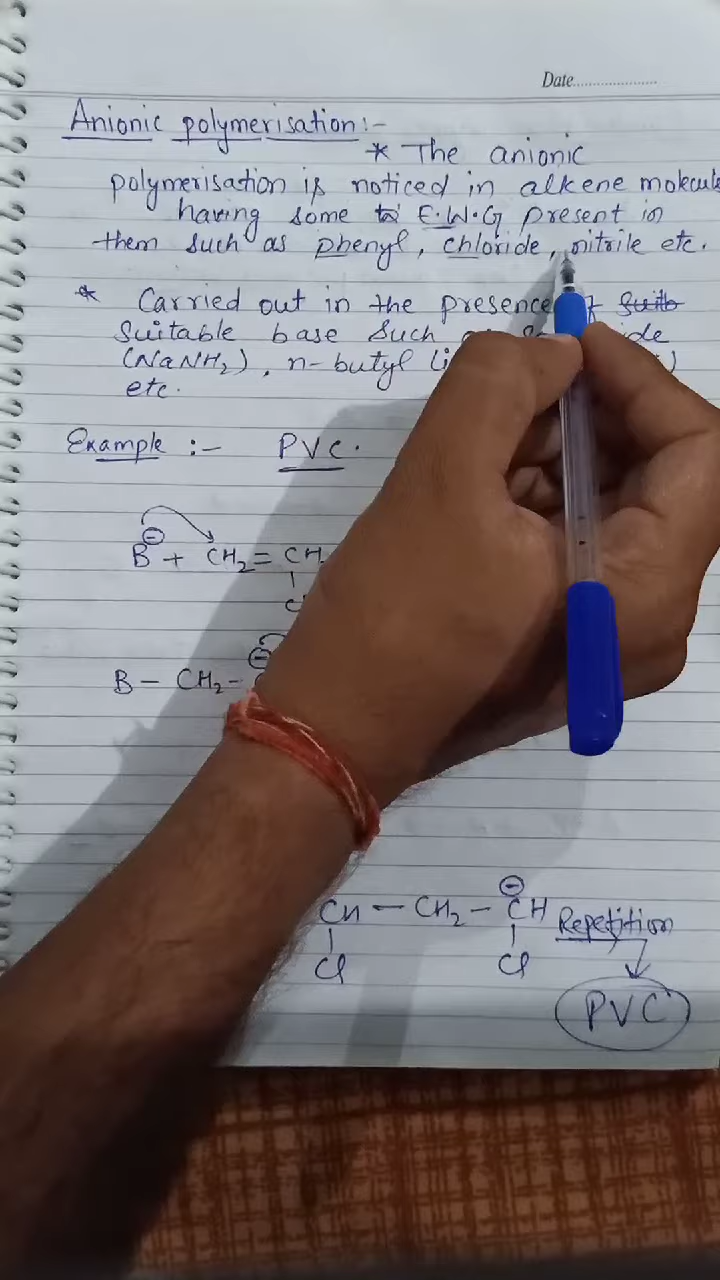 Date
Anionic polymerisation:-
* The anionic
polymerisation is noticed in alkene molecule
having some E.W.G present in
them such as phenyl, chloride, nitrile etc.
* Carried out in the presence
suitable base such
(NaNH2), n-butyl
etc.
Example :- PVC.
B⊖ + CH2 = CH
B - CH2 -
⊖
CH - CH2 - CH Repetition
Cl Cl
PVC